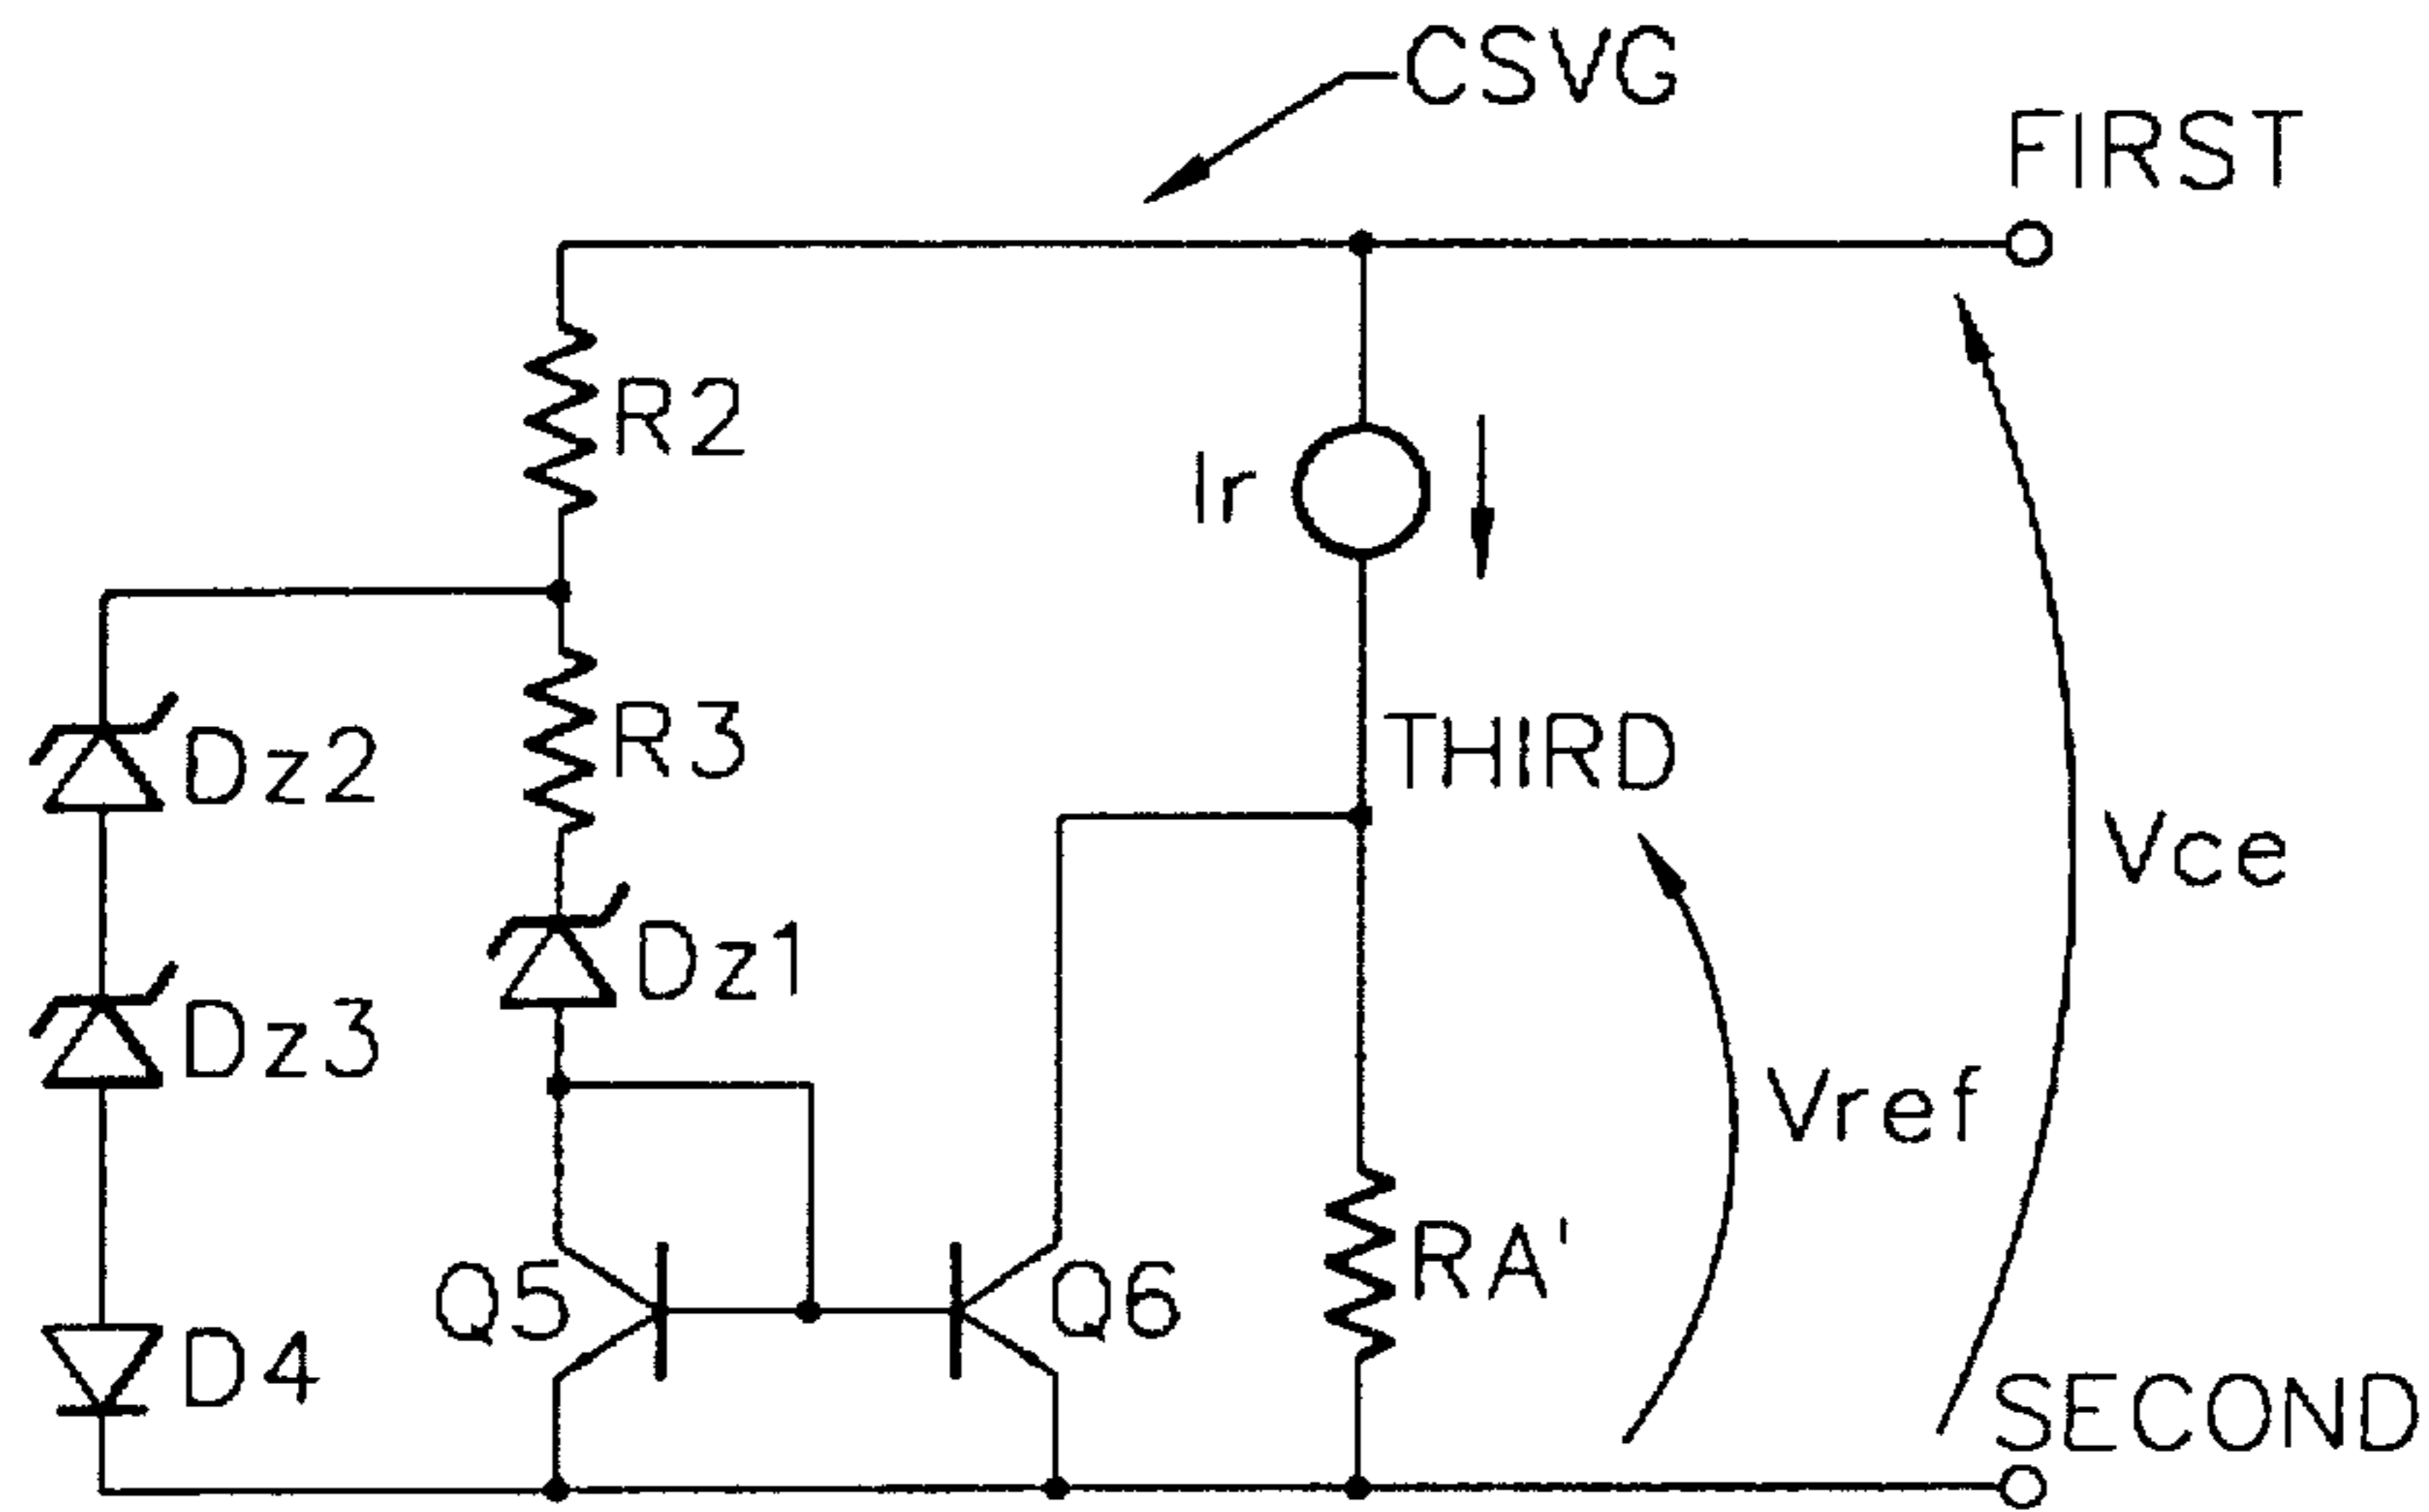 CSVG
FIRST
R2
Ir
Dz2
R3
THIRD
Vce
Dz1
Dz3
Vref
RA'
Q5
Q6
D4
SECOND